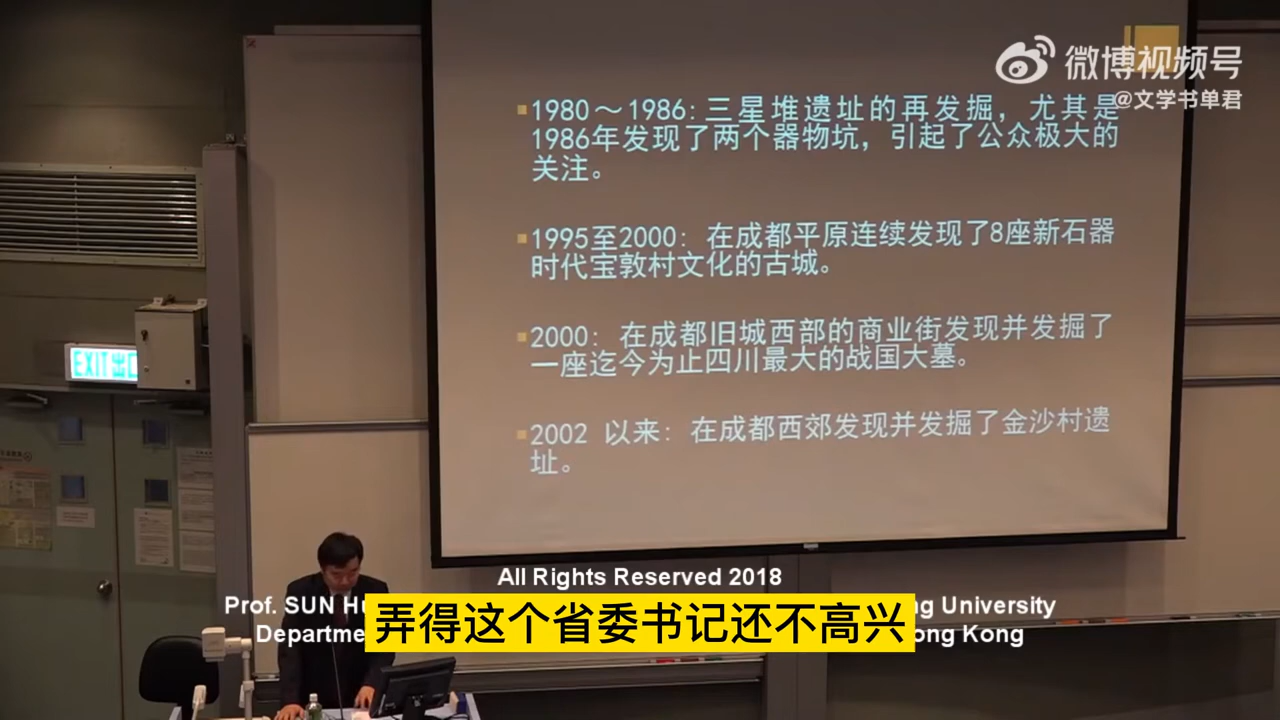 微博视频号
@文学书单君
1980～1986: 三星堆遗址的再发掘，尤其是
1986年发现了两个器物坑，引起了公众极大的
关注。
1995至2000：在成都平原连续发现了8座新石器
时代宝敦村文化的古城。
2000：在成都旧城西部的商业街发现并发掘了
一座迄今为止四川最大的战国大墓。
2002 以来：在成都西郊发现并发掘了金沙村遗
址。
EXIT 出口
All Rights Reserved 2018
Prof. SUN University
Hong Kong
弄得这个省委书记还不高兴